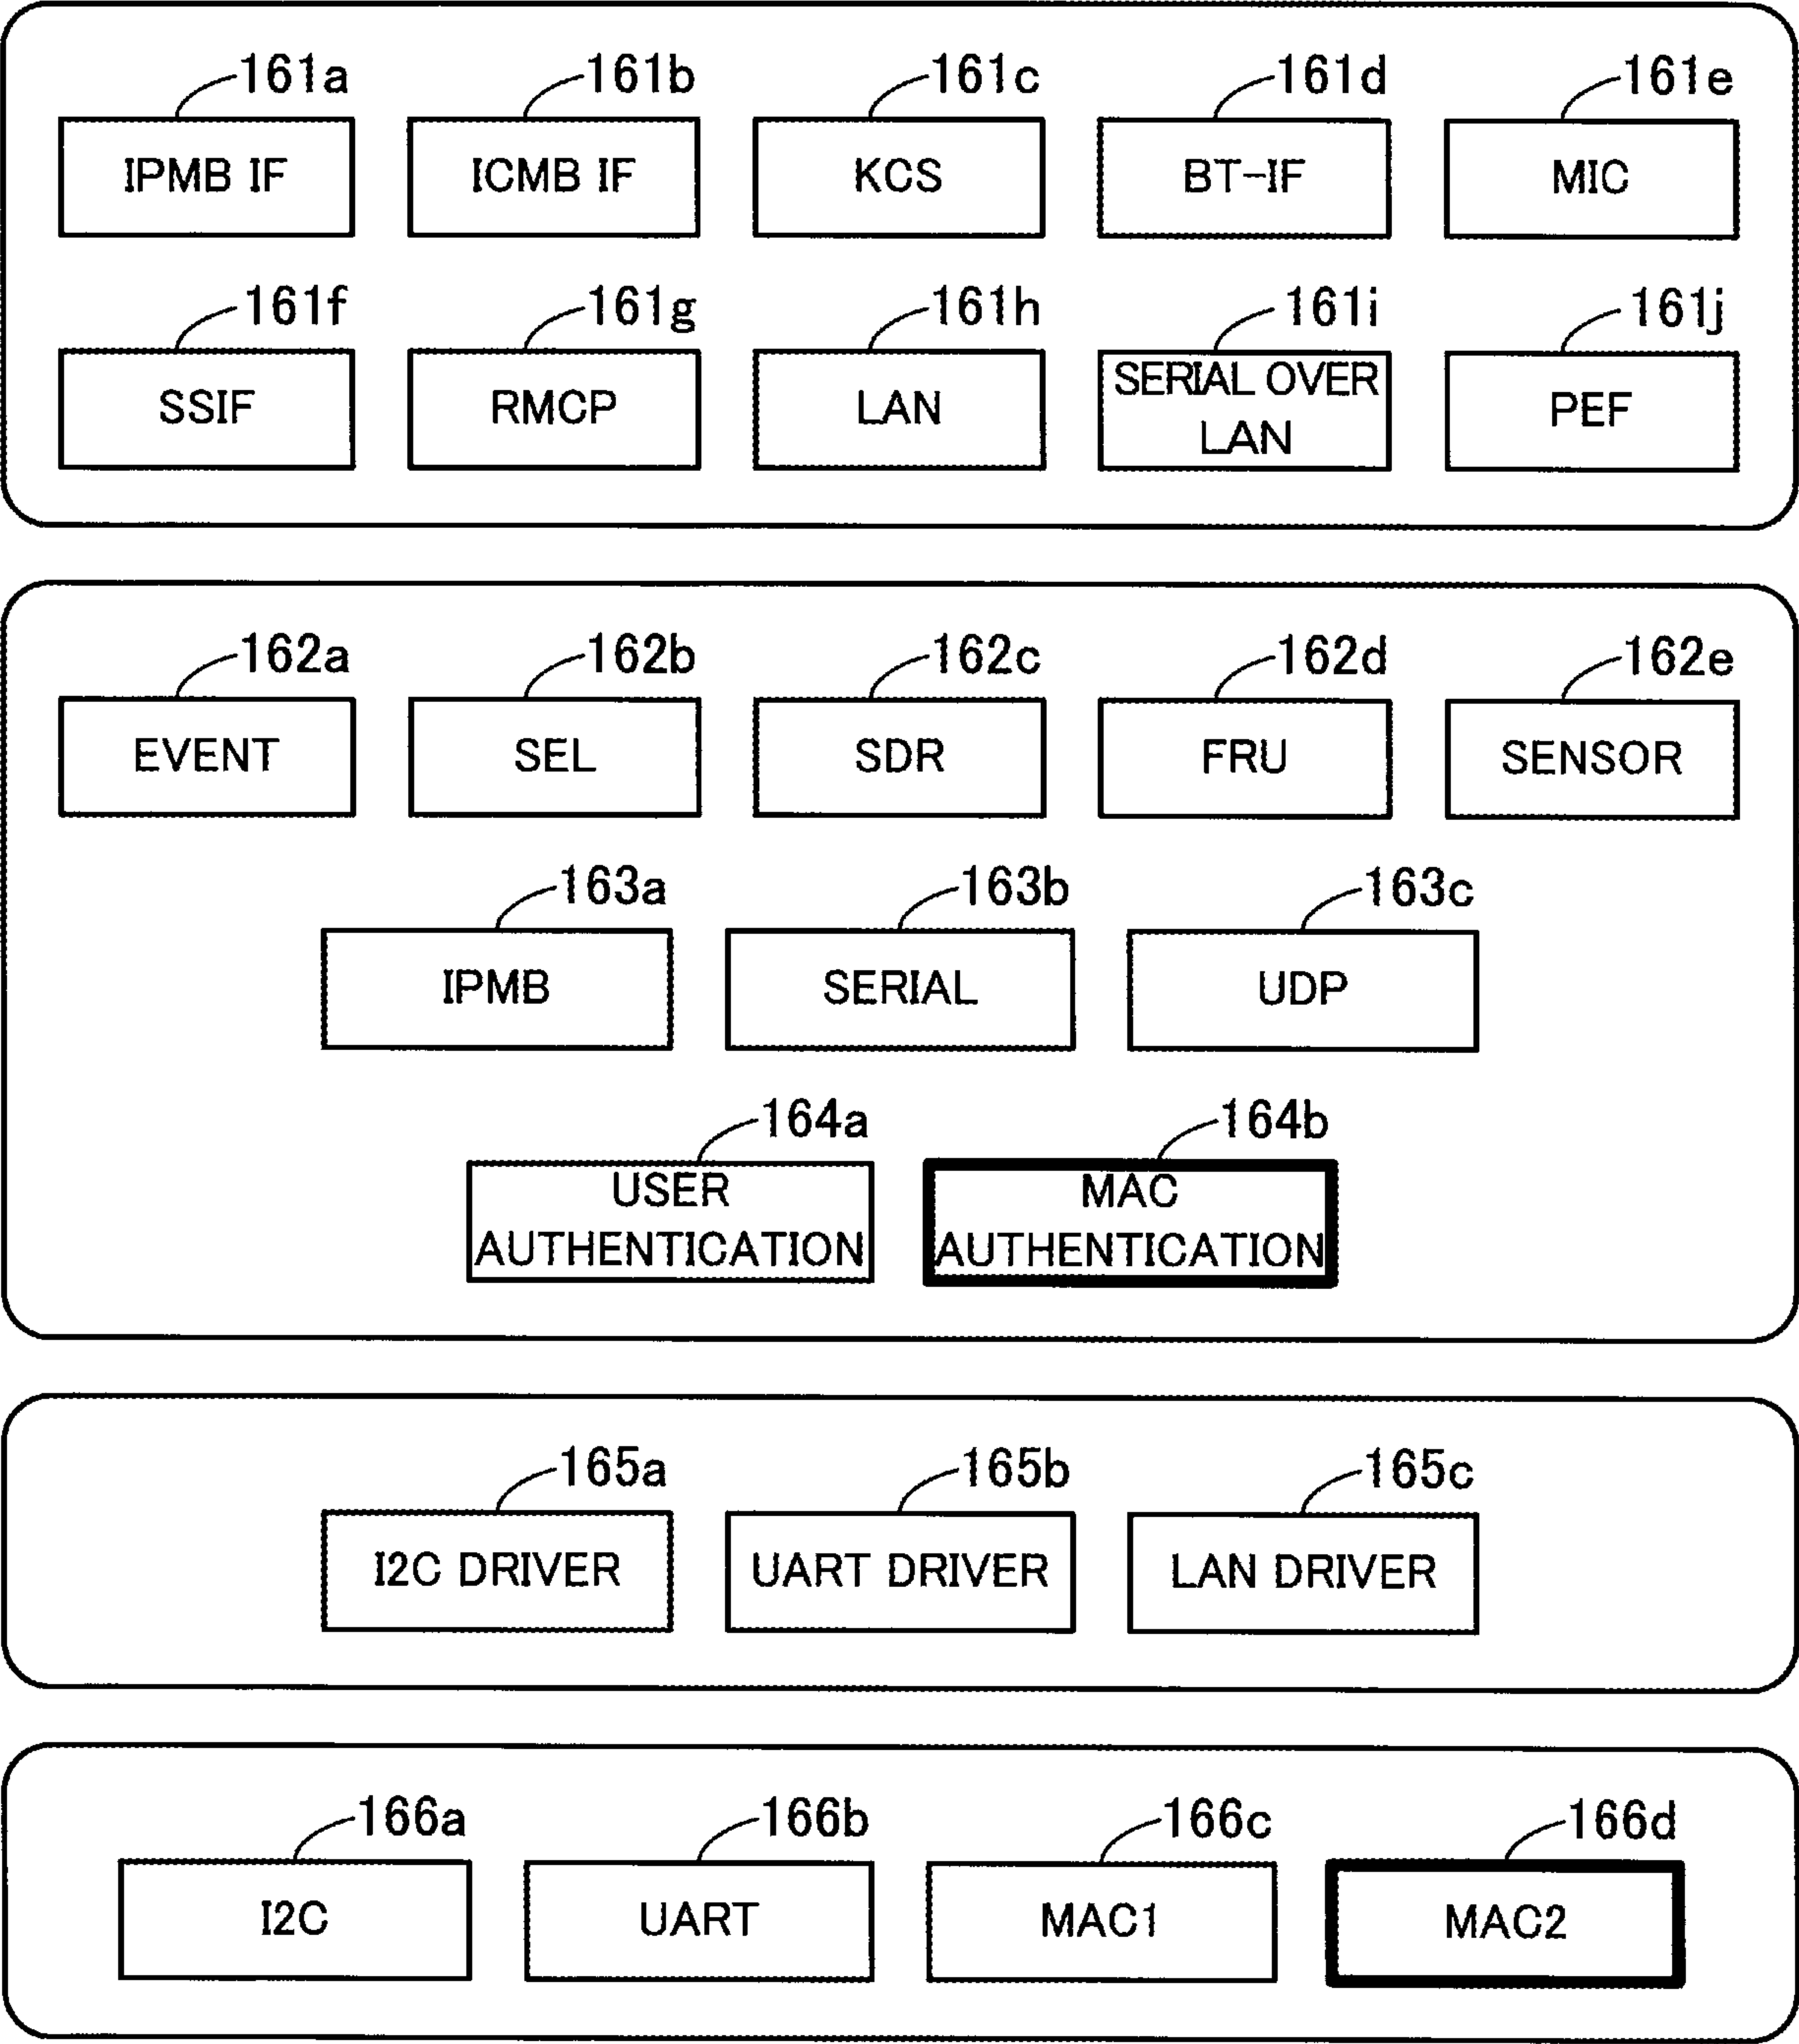 161a 161b 161c 161d 161e
IPMB IF ICMB IF KCS BT-IF MIC
161f 161g 161h 161i 161j
SSIF RMCP LAN SERIAL OVER LAN PEF
162a 162b 162c 162d 162e
EVENT SEL SDR FRU SENSOR
163a 163b 163c
IPMB SERIAL UDP
164a 164b
USER MAC
AUTHENTICATION AUTHENTICATION
165a 165b 165c
I2C DRIVER UART DRIVER LAN DRIVER
166a 166b 166c 166d
I2C UART MAC1 MAC2